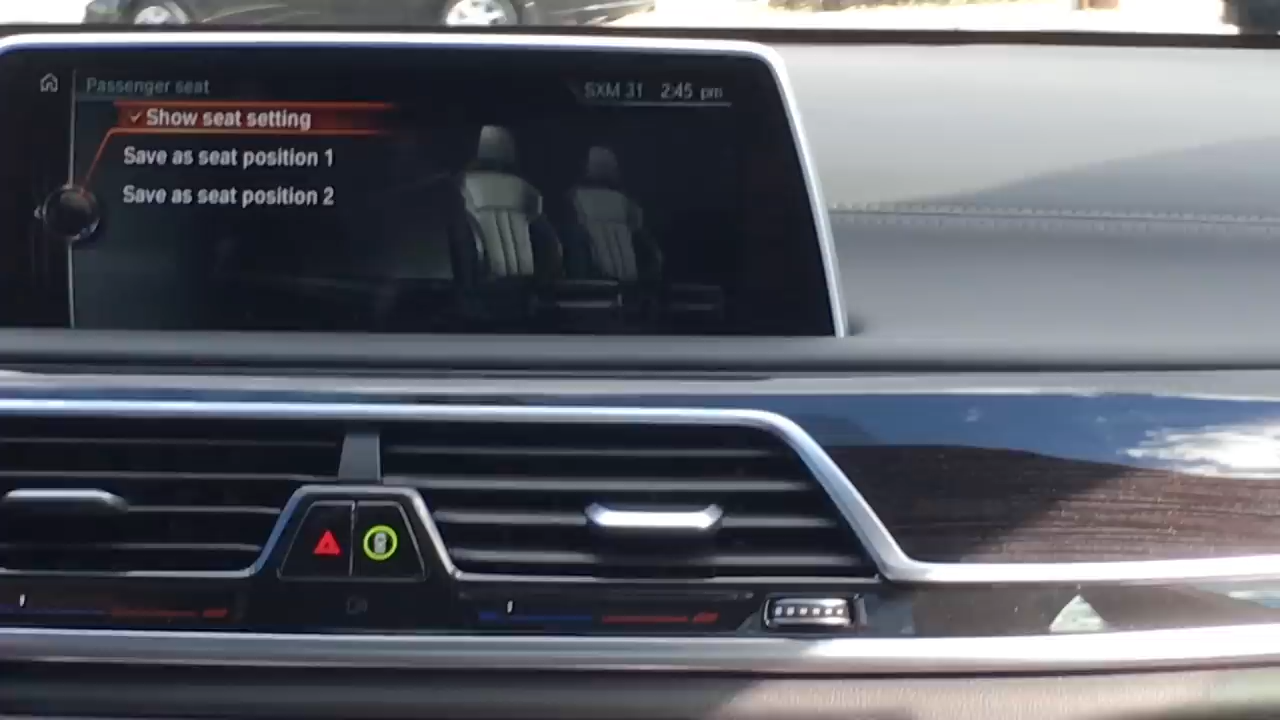 Passenger seat
SXM 31 2:45 pm
Show seat setting
Save as seat position 1
Save as seat position 2